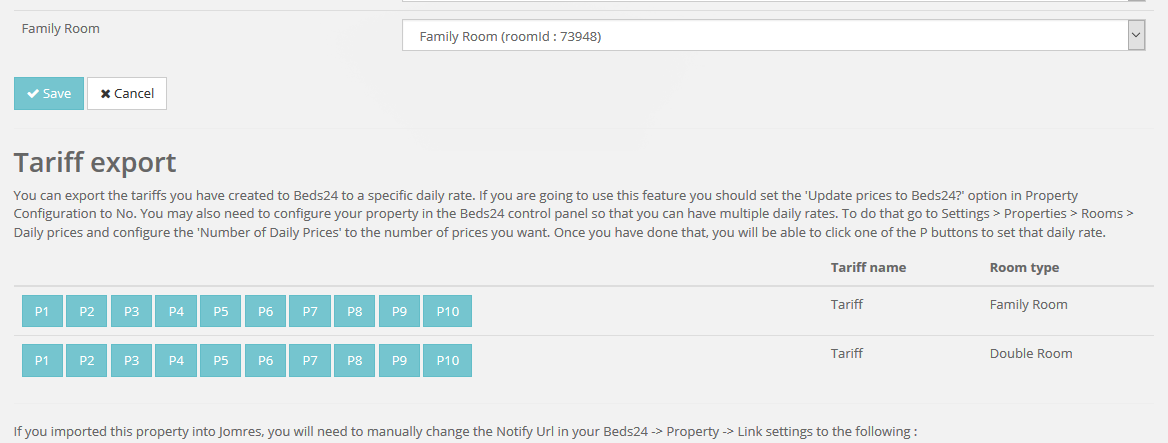 Family Room
Family Room (roomId : 73948)
Save
Cancel
Tariff export
You can export the tariffs you have created to Beds24 to a specific daily rate. If you are going to use this feature you should set the 'Update prices to Beds24?' option in Property
Configuration to No. You may also need to configure your property in the Beds24 control panel so that you can have multiple daily rates. To do that go to Settings > Properties > Rooms >
Daily prices and configure the 'Number of Daily Prices' to the number of prices you want. Once you have done that, you will be able to click one of the P buttons to set that daily rate.
Tariff name Room type
P1 P2 P3 P4 P5 P6 P7 P8 P9 P10 Tariff Family Room
P1 P2 P3 P4 P5 P6 P7 P8 P9 P10 Tariff Double Room
If you imported this property into Jomres, you will need to manually change the Notify Url in your Beds24 -> Property -> Link settings to the following :